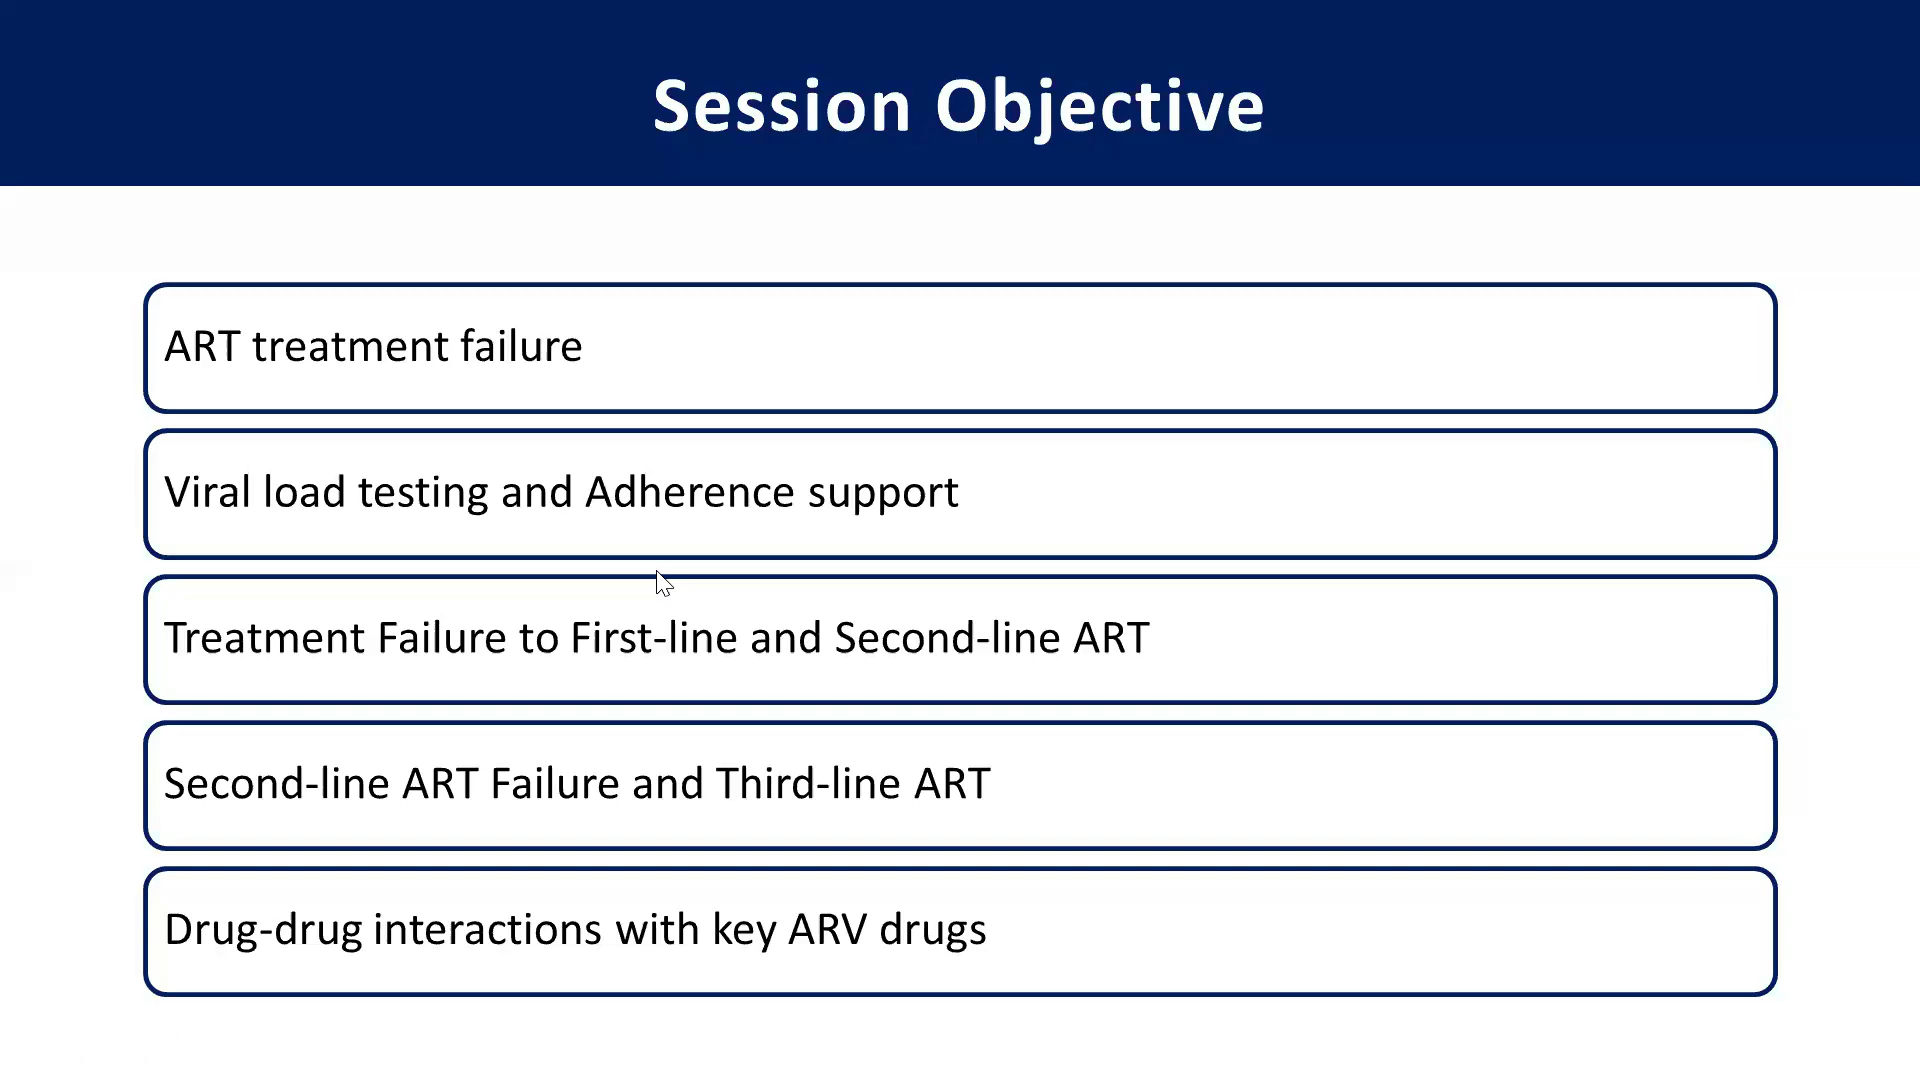 Session Objective
ART treatment failure
Viral load testing and Adherence support
Treatment Failure to First-line and Second-line ART
Second-line ART Failure and Third-line ART
Drug-drug interactions with key ARV drugs